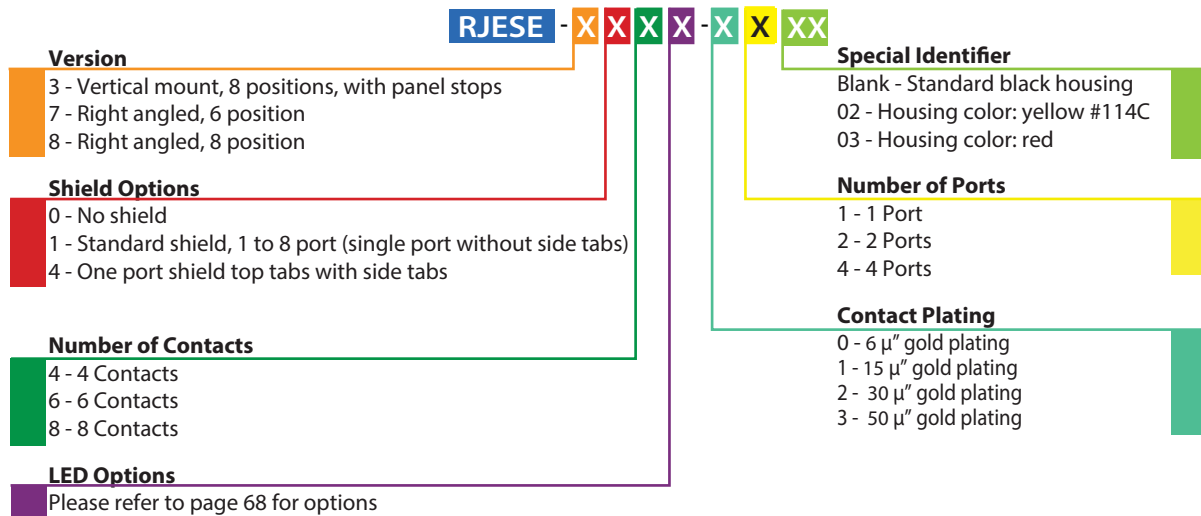 RJESE - X X X X - X X XX
Version
3 - Vertical mount, 8 positions, with panel stops
7 - Right angled, 6 position
8 - Right angled, 8 position
Shield Options
0 - No shield
1 - Standard shield, 1 to 8 port (single port without side tabs)
4 - One port shield top tabs with side tabs
Number of Contacts
4 - 4 Contacts
6 - 6 Contacts
8 - 8 Contacts
LED Options
Please refer to page 68 for options
Special Identifier
Blank - Standard black housing
02 - Housing color: yellow #114C
03 - Housing color: red
Number of Ports
1 - 1 Port
2 - 2 Ports
4 - 4 Ports
Contact Plating
0 - 6 µ” gold plating
1 - 15 µ” gold plating
2 - 30 µ” gold plating
3 - 50 µ” gold plating